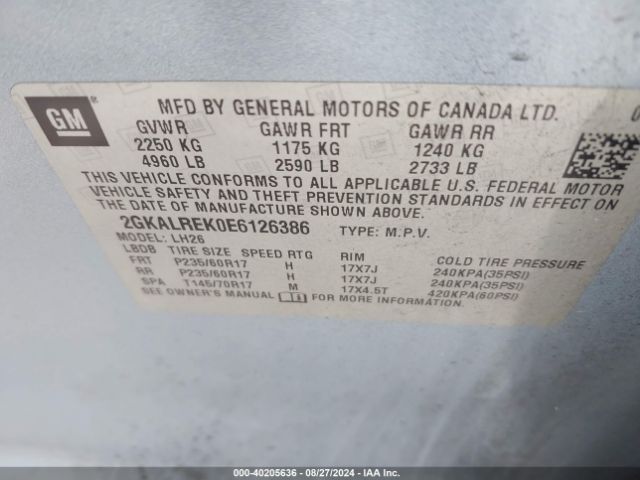 GM
MFD BY GENERAL MOTORS OF CANADA LTD.
GVWR GAWR FRT GAWR RR
2250 KG 1175 KG 1240 KG
4960 LB 2590 LB 2733 LB
THIS VEHICLE CONFORMS TO ALL APPLICABLE U.S. FEDERAL MOTOR
VEHICLE SAFETY AND THEFT PREVENTION STANDARDS IN EFFECT ON
THE DATE OF MANUFACTURE SHOWN ABOVE.
2GKALREK0E6126386 TYPE: M.P.V.
MODEL: LH26
LBDB TIRE SIZE SPEED RTG RIM COLD TIRE PRESSURE
FRT P235/60R17 H 17X7J 240KPA(35PSI)
RR P235/60R17 H 17X7J 240KPA(35PSI)
SPA T145/70R17 M 17X4.5T 420KPA(60PSI)
SEE OWNER'S MANUAL FOR MORE INFORMATION.
000-40205636 - 08/27/2024 - IAA Inc.